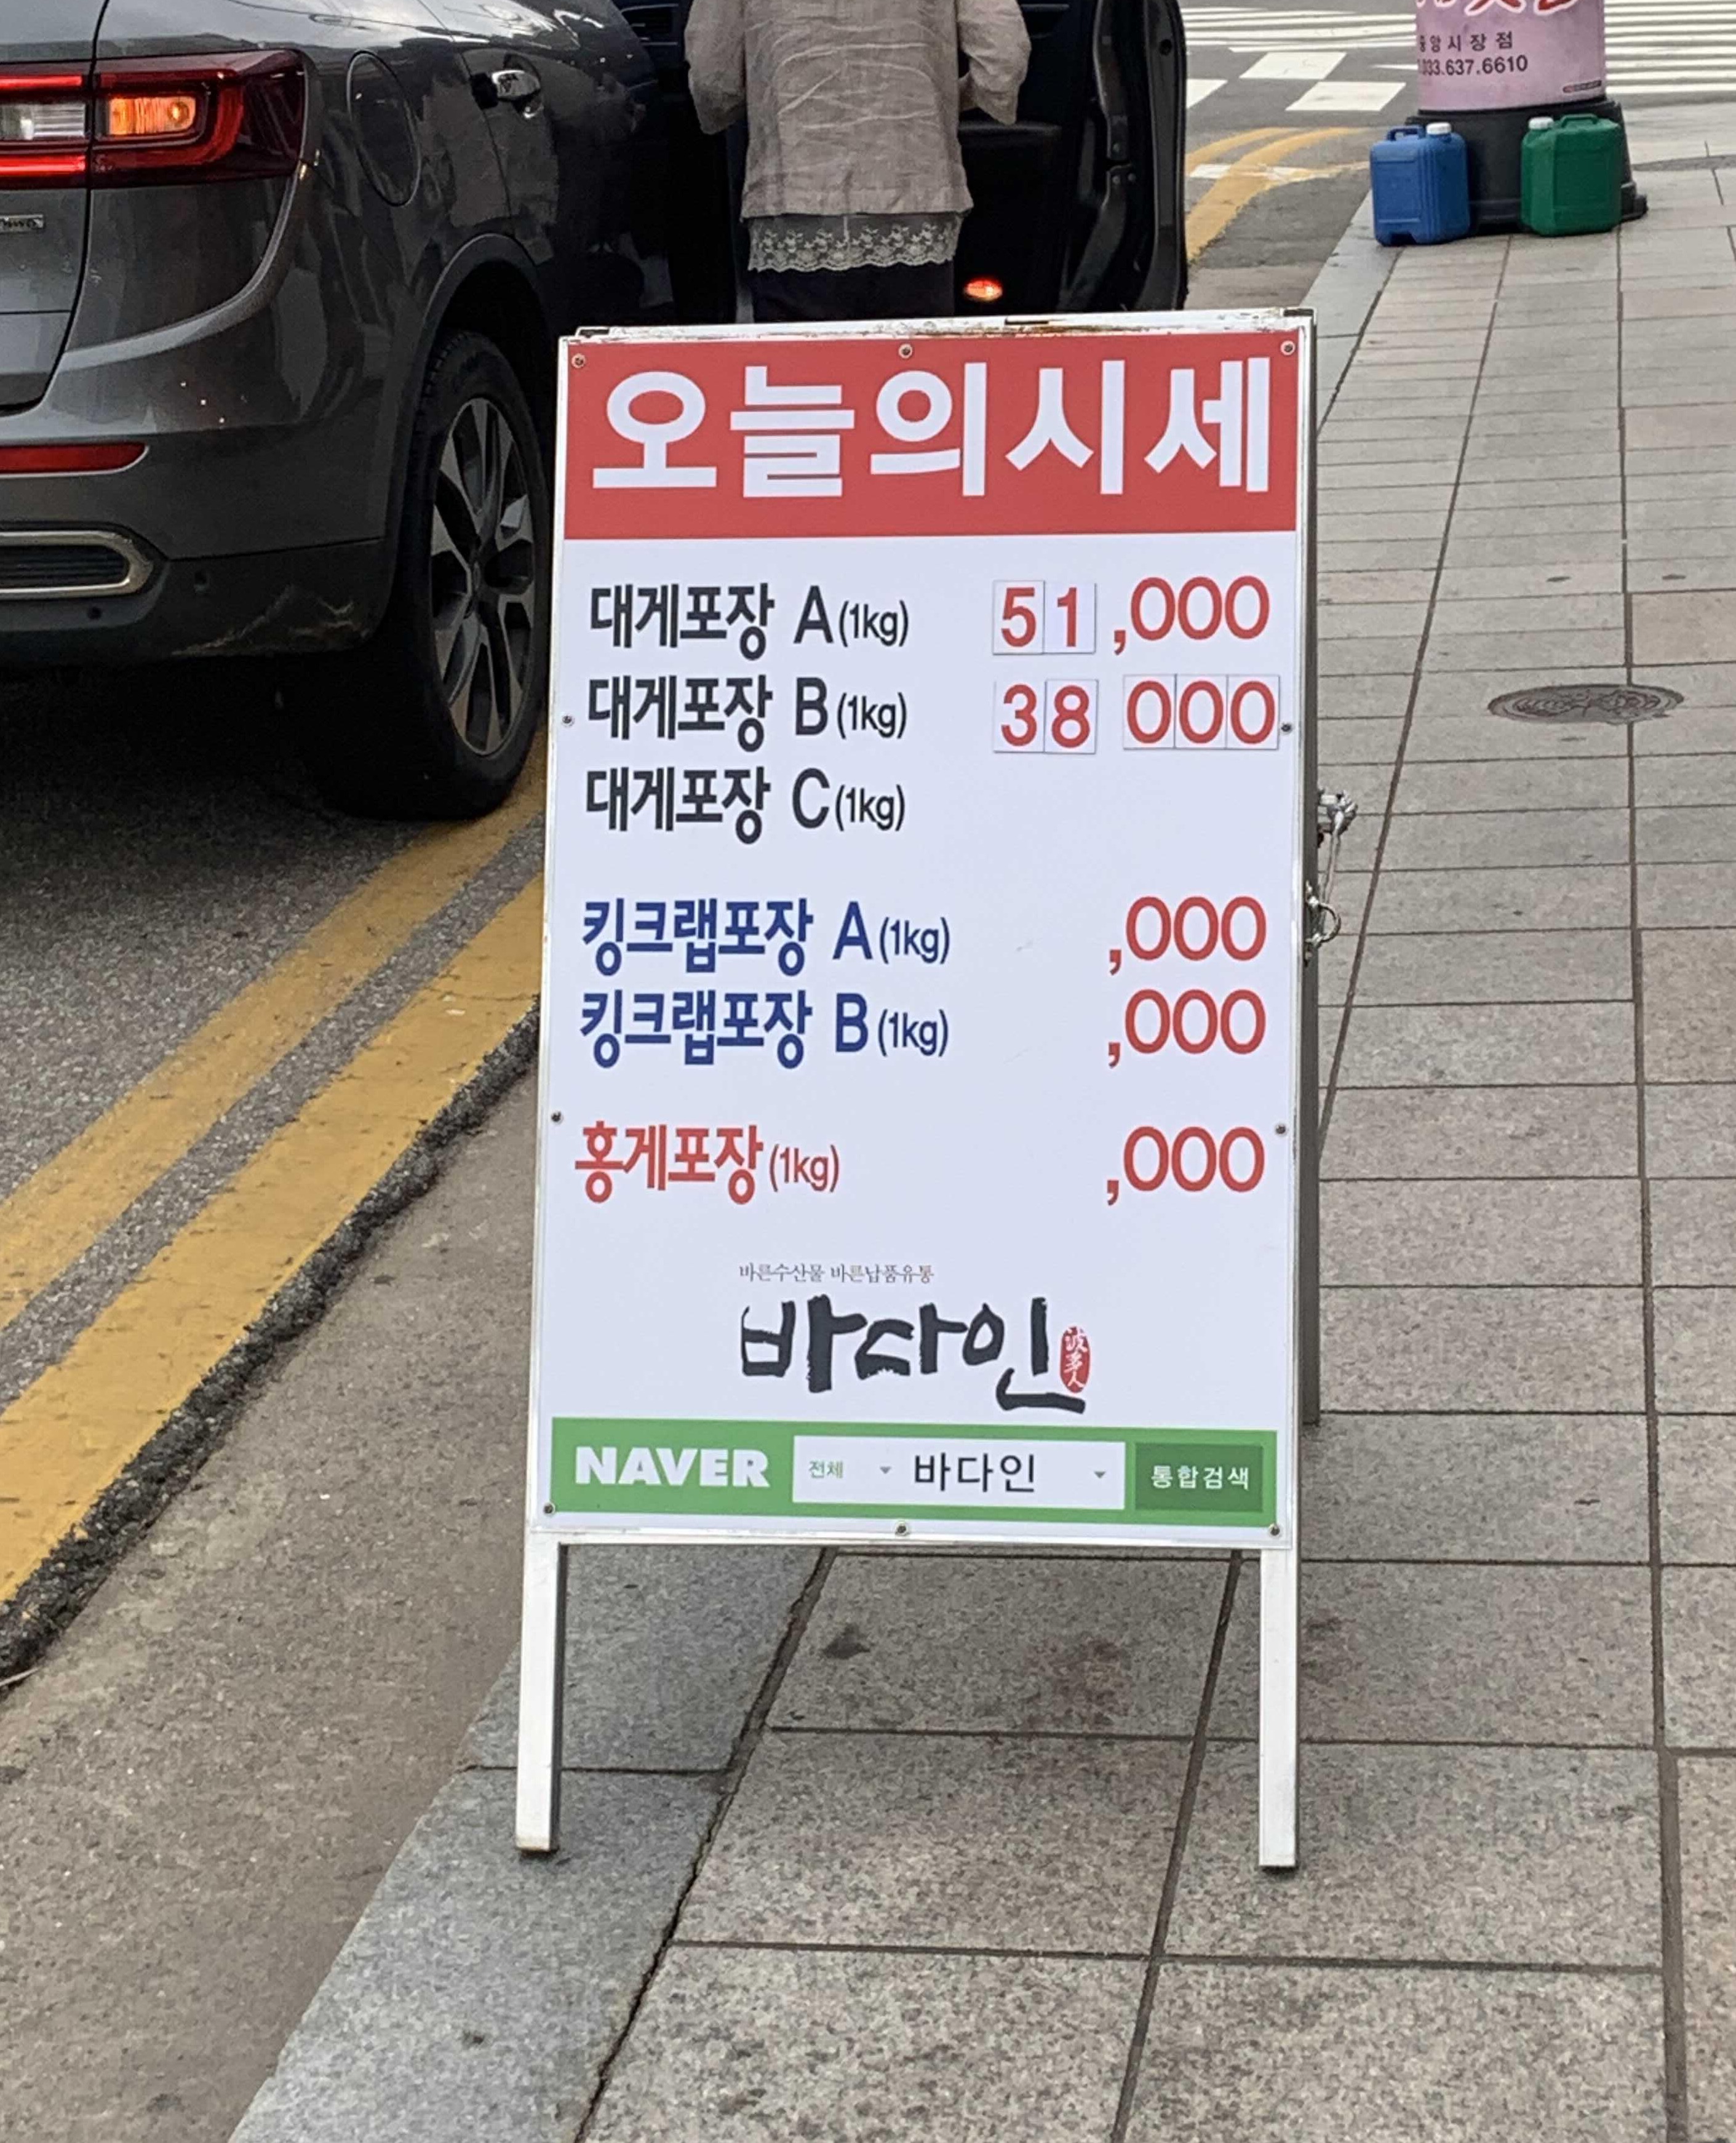 중앙시장점
033.637.6610
오늘의시세
대게포장 A(1kg) 51,000
대게포장 B(1kg) 38 000
대게포장 C(1kg)
킹크랩포장 A(1kg) ,000
킹크랩포장 B(1kg) ,000
홍게포장(1kg) ,000
바른수산물 바른납품유통
바다인
波多人
NAVER 전체 바다인 통합검색